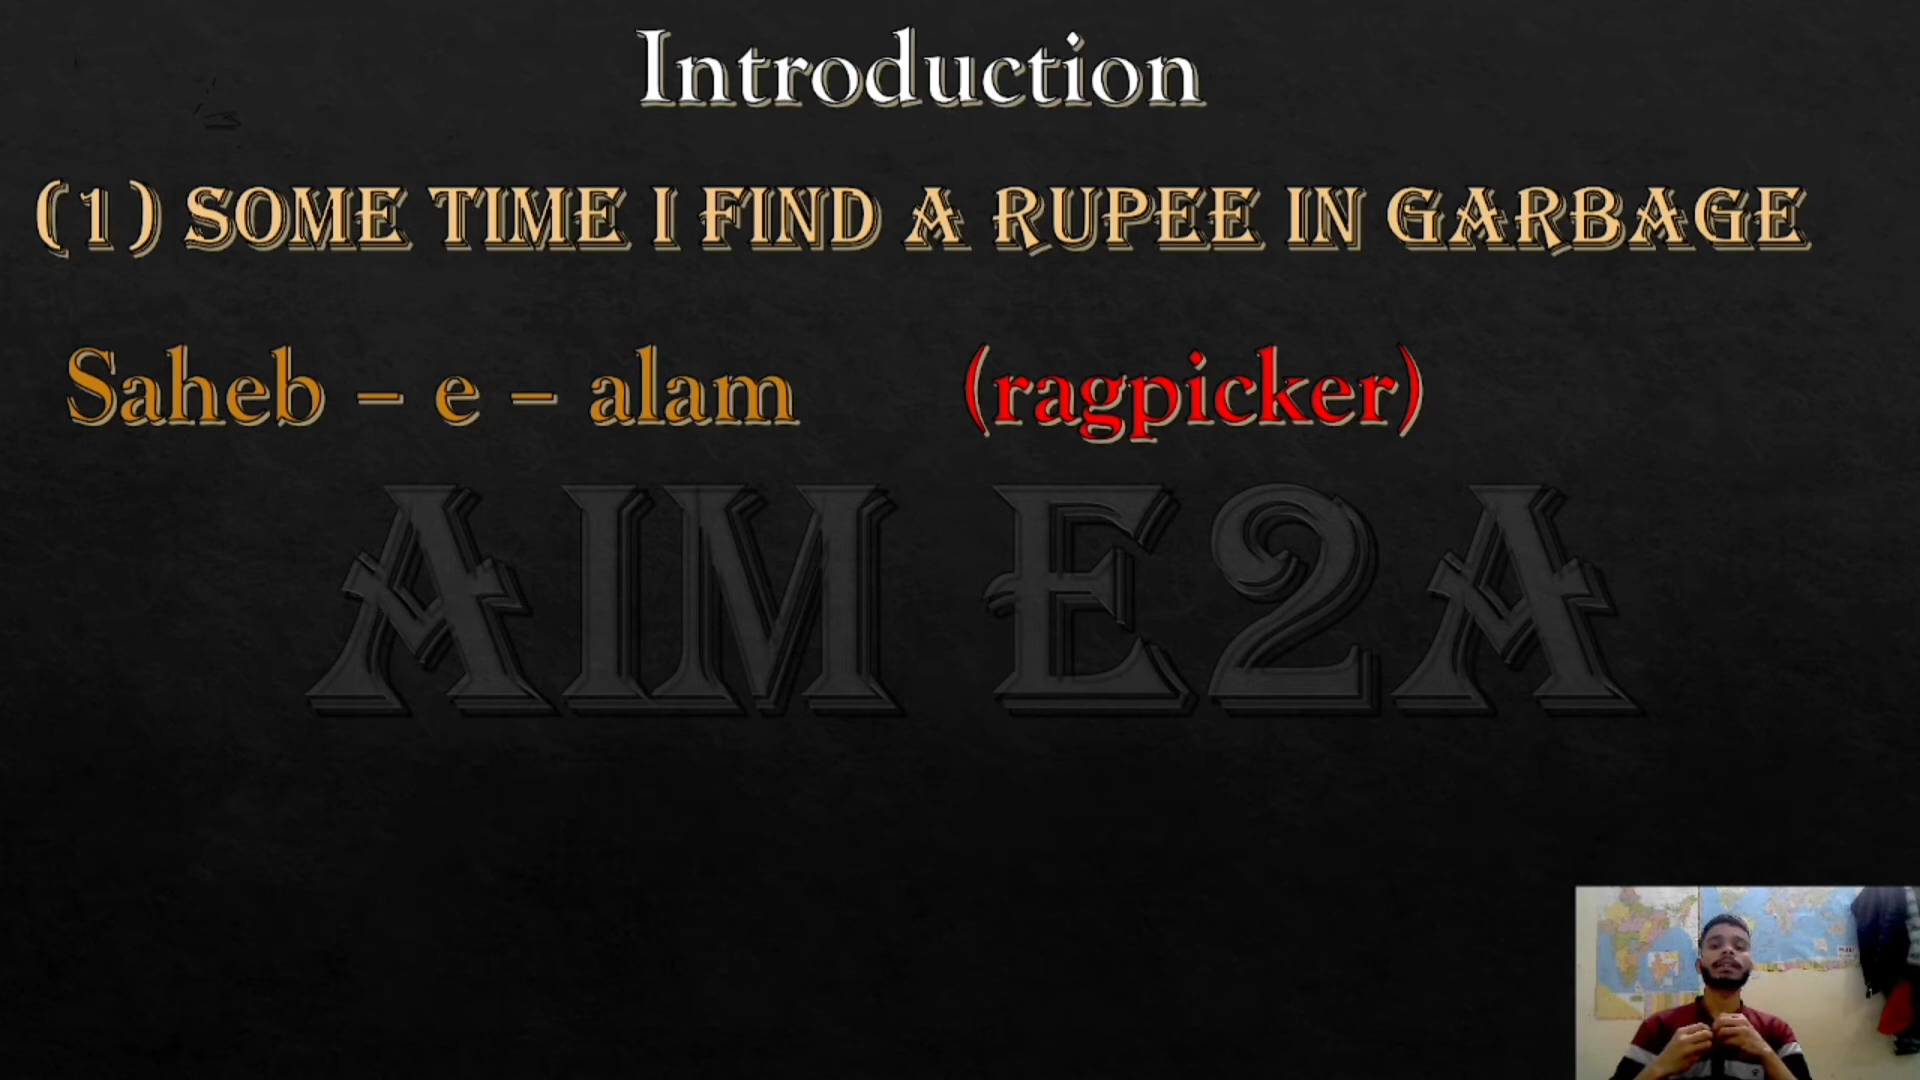 Introduction
(1) SOME TIME I FIND A RUPEE IN GARBAGE
Saheb – e – alam (ragpicker)
AIM E2A